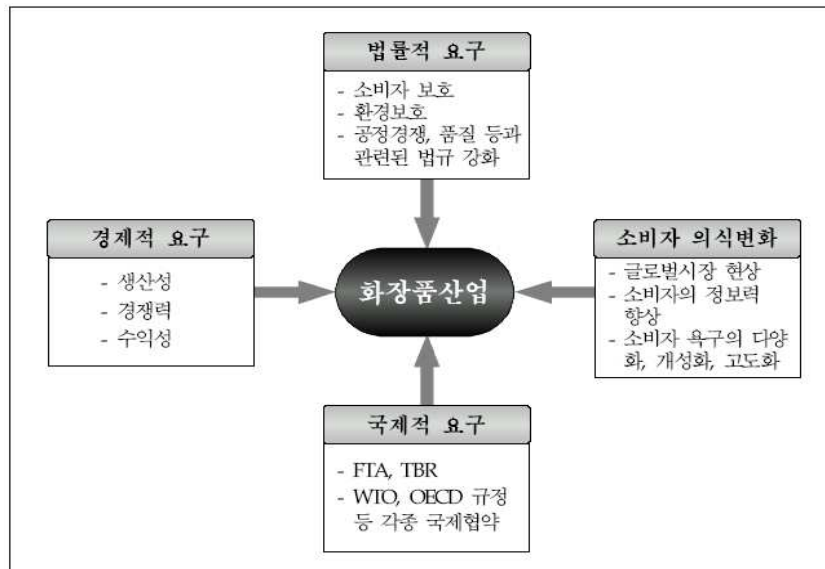 법률적 요구
- 소비자 보호
- 환경보호
- 공정경쟁, 품질 등과
관련된 법규 강화
경제적 요구
- 생산성
- 경쟁력
- 수익성
화장품산업
소비자 의식변화
- 글로벌시장 현상
- 소비자의 정보력
향상
- 소비자 욕구의 다양
화, 개성화, 고도화
국제적 요구
- FTA, TBR
- WTO, OECD 규정
등 각종 국제협약